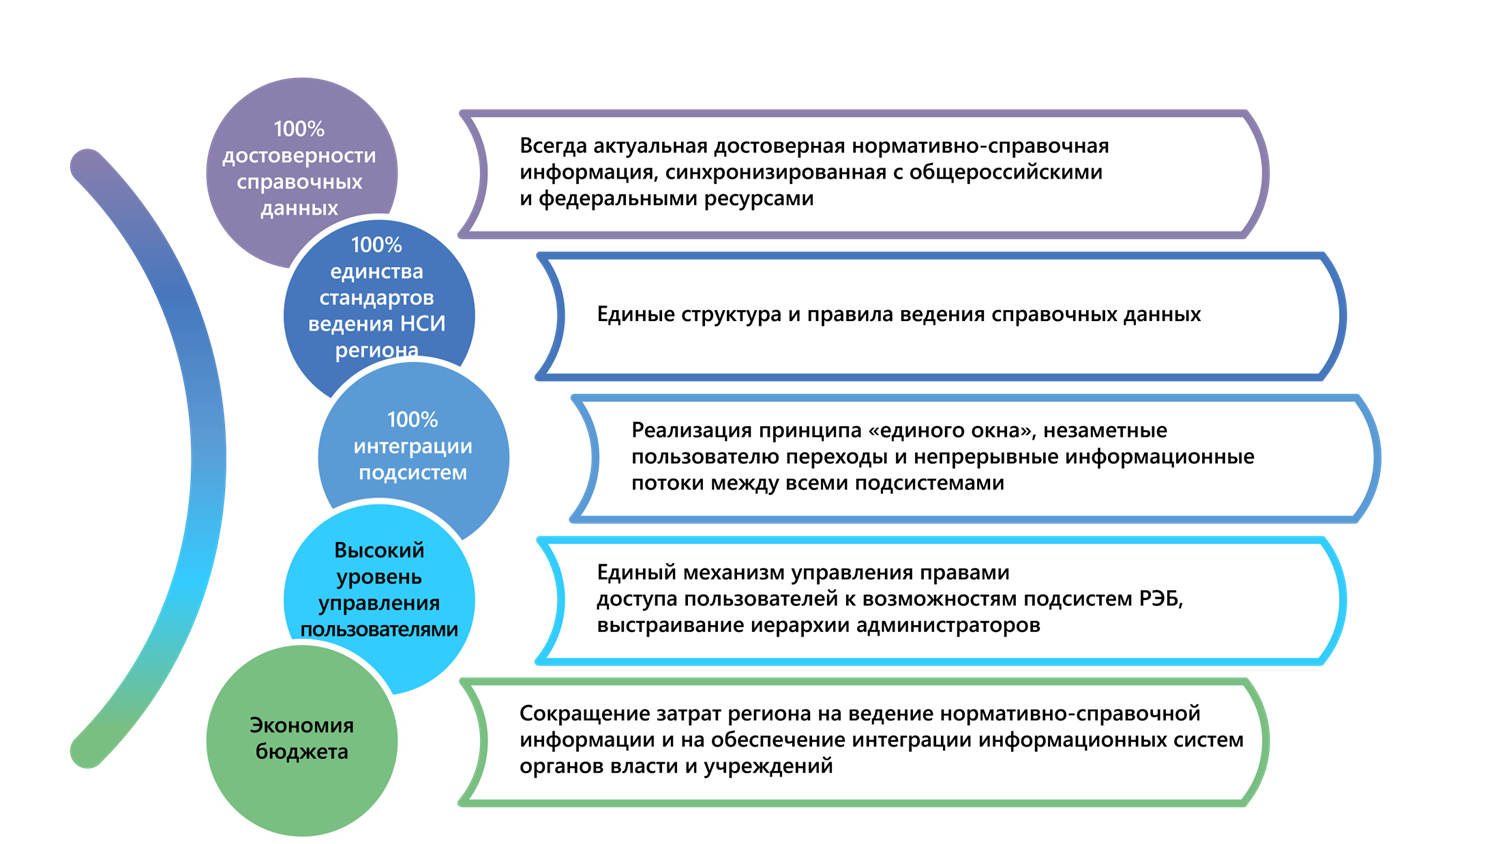 100%
достоверности
справочных
данных
Всегда актуальная достоверная нормативно-справочная
информация, синхронизированная с общероссийскими
и федеральными ресурсами
100%
единства
стандартов
ведения НСИ
региона
Единые структура и правила ведения справочных данных
100%
интеграции
подсистем
Реализация принципа «единого окна», незаметные
пользователю переходы и непрерывные информационные
потоки между всеми подсистемами
Высокий
уровень
управления
пользователями
Единый механизм управления правами
доступа пользователей к возможностям подсистем РЭБ,
выстраивание иерархии администраторов
Экономия
бюджета
Сокращение затрат региона на ведение нормативно-справочной
информации и на обеспечение интеграции информационных систем
органов власти и учреждений